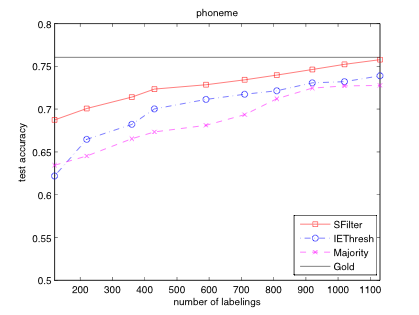 phoneme
0.8
0.75
0.7
0.65
0.6
0.55
0.5
test accuracy
200 300 400 500 600 700 800 900 1000 1100
number of labelings
SFilter
IEThresh
Majority
Gold